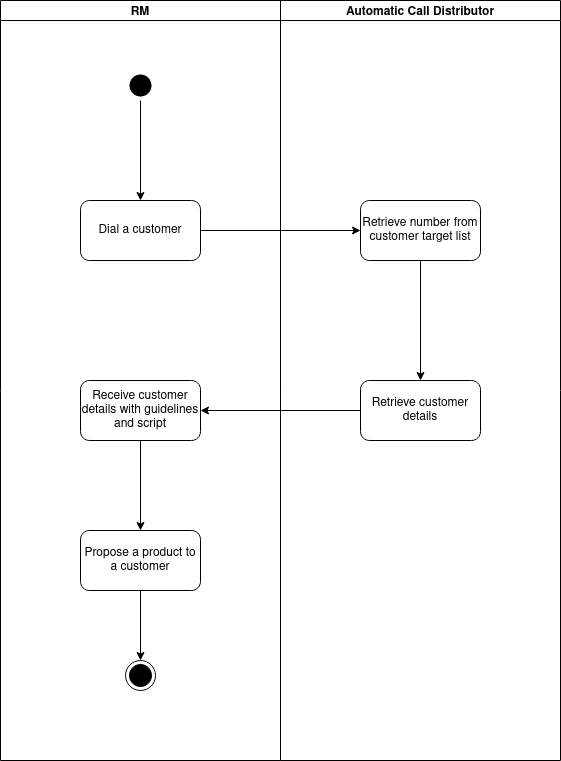 RM
Automatic Call Distributor
Dial a customer
Retrieve number from
customer target list
Receive customer
details with guidelines
and script
Retrieve customer
details
Propose a product to
a customer